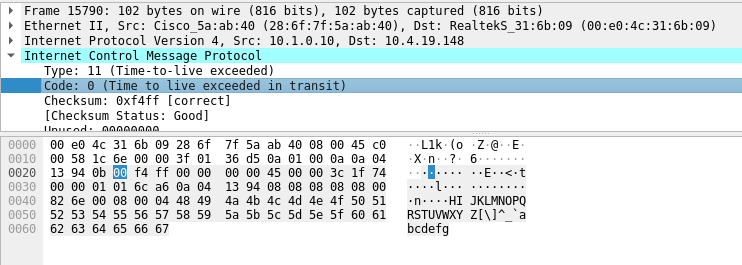 Frame 15790: 102 bytes on wire (816 bits), 102 bytes captured (816 bits)
Ethernet II, Src: Cisco_5a:ab:40 (28:6f:7f:5a:ab:40), Dst: RealtekS_31:6b:09 (00:e0:4c:31:6b:09)
Internet Protocol Version 4, Src: 10.1.0.10, Dst: 10.4.19.148
Internet Control Message Protocol
Type: 11 (Time-to-live exceeded)
Code: 0 (Time to live exceeded in transit)
Checksum: 0xf4ff [correct]
[Checksum Status: Good]
Unused: 00000000
0000 00 e0 4c 31 6b 09 28 6f 7f 5a ab 40 08 00 45 c0 ··L1k·(o ·Z·@··E·
0010 00 58 1c 6e 00 00 3f 01 36 d5 0a 01 00 0a 0a 04 ·X·n··?· 6·······
0020 13 94 0b 00 f4 ff 00 00 00 00 45 00 00 3c 1f 74 ········ ··E··<·t
0030 00 00 01 01 6c a6 0a 04 13 94 08 08 08 08 08 00 ····l··· ········
0040 82 6e 00 08 00 04 48 49 4a 4b 4c 4d 4e 4f 50 51 ·n····HI JKLMNOPQ
0050 52 53 54 55 56 57 58 59 5a 5b 5c 5d 5e 5f 60 61 RSTUVWXY Z[\]^_`a
0060 62 63 64 65 66 67 bcdefg